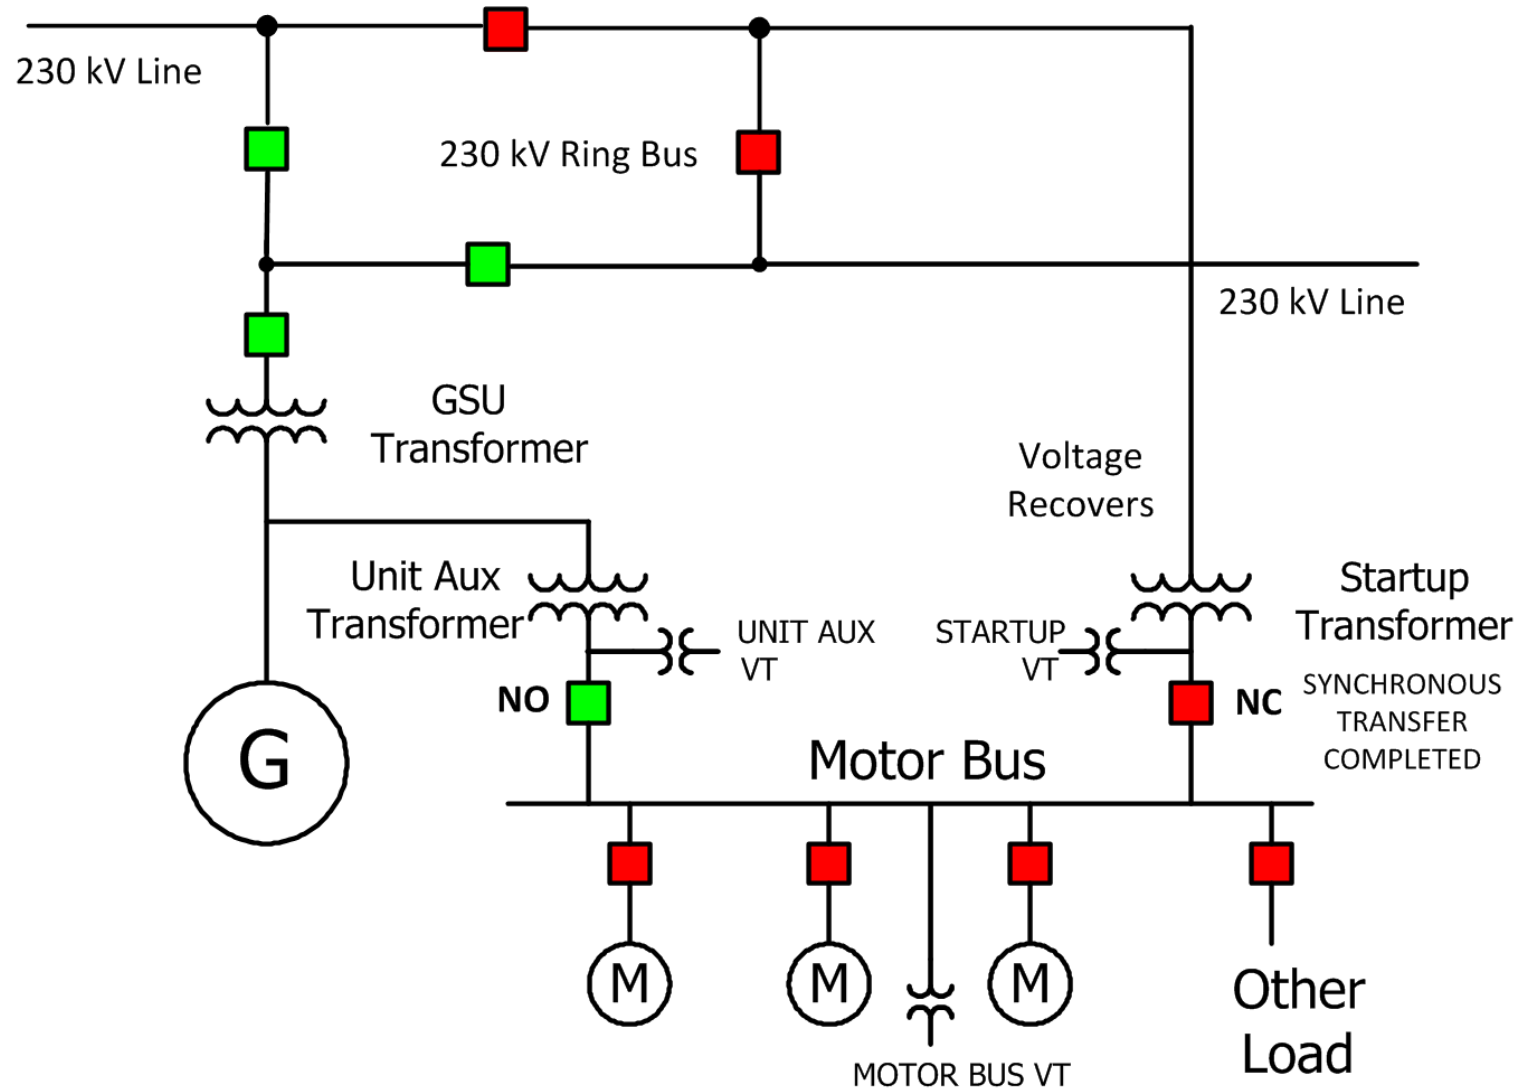 230 kV Line
230 kV Ring Bus
230 kV Line
GSU
Transformer
Voltage
Recovers
Unit Aux
Transformer
UNIT AUX
VT
STARTUP
VT
Startup
Transformer
NO
NC
SYNCHRONOUS
TRANSFER
COMPLETED
G
Motor Bus
M
M
M
Other
Load
MOTOR BUS VT